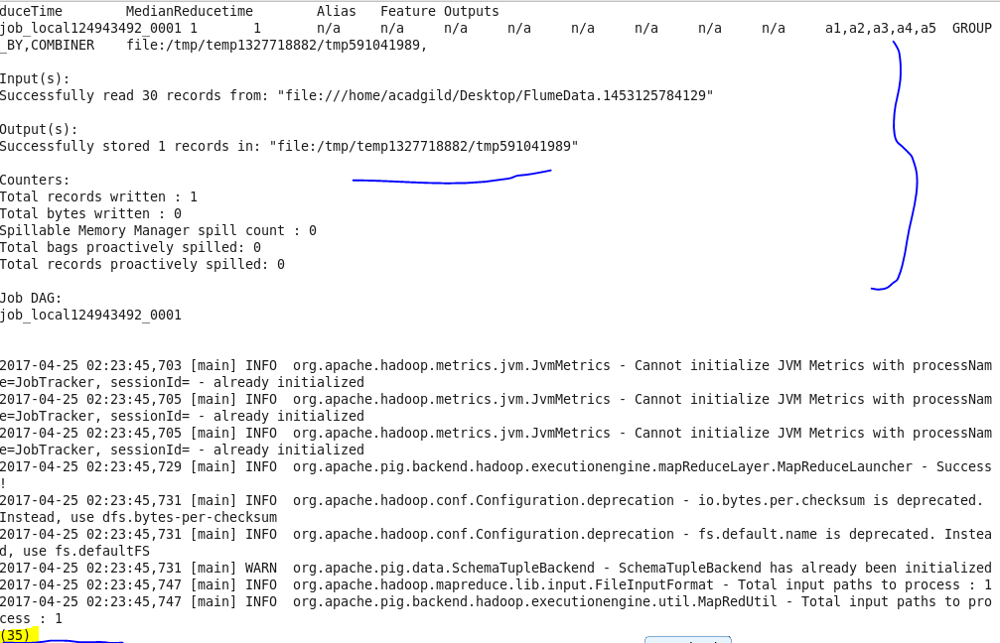 duceTime MedianReducetime Alias Feature Outputs
job_local124943492_0001 1 1 n/a n/a n/a n/a n/a n/a n/a n/a a1,a2,a3,a4,a5 GROUP
_BY,COMBINER file:/tmp/temp1327718882/tmp591041989,
Input(s):
Successfully read 30 records from: "file:///home/acadgild/Desktop/FlumeData.1453125784129"
Output(s):
Successfully stored 1 records in: "file:/tmp/temp1327718882/tmp591041989"
Counters:
Total records written : 1
Total bytes written : 0
Spillable Memory Manager spill count : 0
Total bags proactively spilled: 0
Total records proactively spilled: 0
Job DAG:
job_local124943492_0001
2017-04-25 02:23:45,703 [main] INFO org.apache.hadoop.metrics.jvm.JvmMetrics - Cannot initialize JVM Metrics with processNam
e=JobTracker, sessionId= - already initialized
2017-04-25 02:23:45,705 [main] INFO org.apache.hadoop.metrics.jvm.JvmMetrics - Cannot initialize JVM Metrics with processNam
e=JobTracker, sessionId= - already initialized
2017-04-25 02:23:45,705 [main] INFO org.apache.hadoop.metrics.jvm.JvmMetrics - Cannot initialize JVM Metrics with processNam
e=JobTracker, sessionId= - already initialized
2017-04-25 02:23:45,729 [main] INFO org.apache.pig.backend.hadoop.executionengine.mapReduceLayer.MapReduceLauncher - Success
!
2017-04-25 02:23:45,731 [main] INFO org.apache.hadoop.conf.Configuration.deprecation - io.bytes.per.checksum is deprecated.
Instead, use dfs.bytes-per-checksum
2017-04-25 02:23:45,731 [main] INFO org.apache.hadoop.conf.Configuration.deprecation - fs.default.name is deprecated. Instea
d, use fs.defaultFS
2017-04-25 02:23:45,731 [main] WARN org.apache.pig.data.SchemaTupleBackend - SchemaTupleBackend has already been initialized
2017-04-25 02:23:45,747 [main] INFO org.apache.hadoop.mapreduce.lib.input.FileInputFormat - Total input paths to process : 1
2017-04-25 02:23:45,747 [main] INFO org.apache.pig.backend.hadoop.executionengine.util.MapRedUtil - Total input paths to pro
cess : 1
(35)